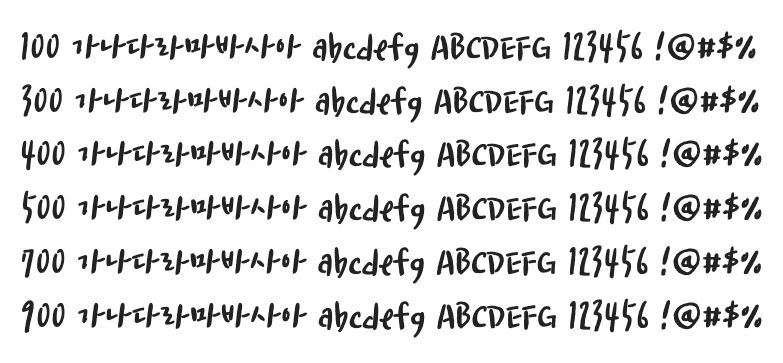 100 가나다라마바사아 abcdefg ABCDEFG 123456 !@#$%
300 가나다라마바사아 abcdefg ABCDEFG 123456 !@#$%
400 가나다라마바사아 abcdefg ABCDEFG 123456 !@#$%
500 가나다라마바사아 abcdefg ABCDEFG 123456 !@#$%
700 가나다라마바사아 abcdefg ABCDEFG 123456 !@#$%
900 가나다라마바사아 abcdefg ABCDEFG 123456 !@#$%